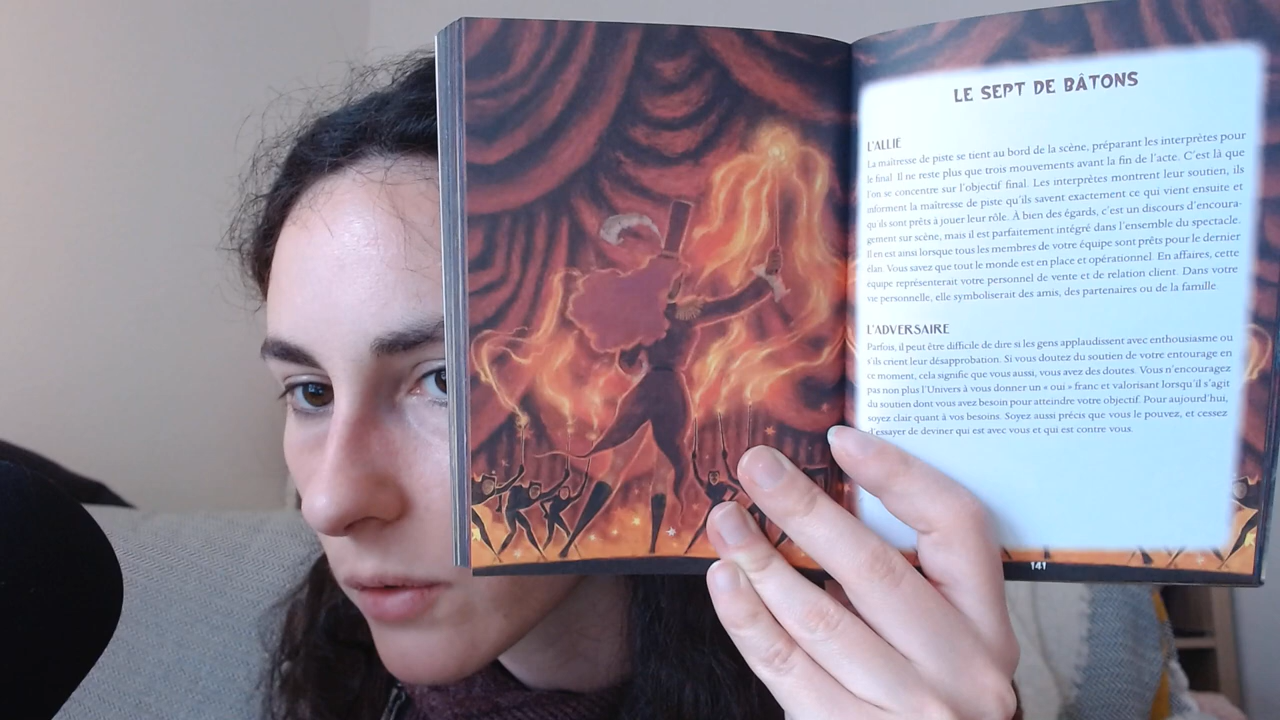 LE SEPT DE BÂTONS
L'ALLIÉ
La maîtresse de piste se tient au bord de la scène, préparant les interprètes pour
le final. Il ne reste plus que trois mouvements avant la fin de l'acte. C'est là que
l'on se concentre sur l'objectif final. Les interprètes montrent leur soutien, ils
informent la maîtresse de piste qu'ils savent exactement ce qui vient ensuite et
qu'ils sont prêts à jouer leur rôle. À bien des égards, c'est un discours d'encoura-
gement sur scène, mais il est parfaitement intégré dans l'ensemble du spectacle.
Il en est ainsi lorsque tous les membres de votre équipe sont prêts pour le dernier
élan. Vous savez que tout le monde est en place et opérationnel. En affaires, cette
équipe représenterait votre personnel de vente et de relation client. Dans votre
vie personnelle, elle symboliserait des amis, des partenaires ou de la famille.
L'ADVERSAIRE
Parfois, il peut être difficile de dire si les gens applaudissent avec enthousiasme ou
s'ils crient leur désapprobation. Si vous doutez du soutien de votre entourage en
ce moment, cela signifie que vous aussi, vous avez des doutes. Vous n'encouragez
pas non plus l'Univers à vous donner un « oui » franc et valorisant lorsqu'il s'agit
du soutien dont vous avez besoin pour atteindre votre objectif. Pour aujourd'hui,
soyez clair quant à vos besoins. Soyez aussi précis que vous le pouvez, et cessez
d'essayer de deviner qui est avec vous et qui est contre vous.
141